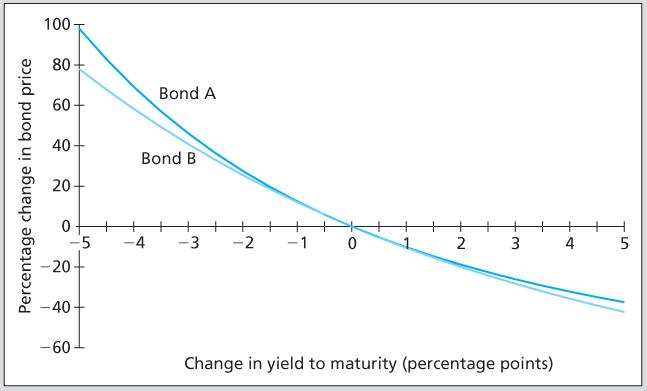 Percentage change in bond price
100
80
60
40
20
0
−20
−40
−60
Bond A
Bond B
−5 −4 −3 −2 −1 0 1 2 3 4 5
Change in yield to maturity (percentage points)